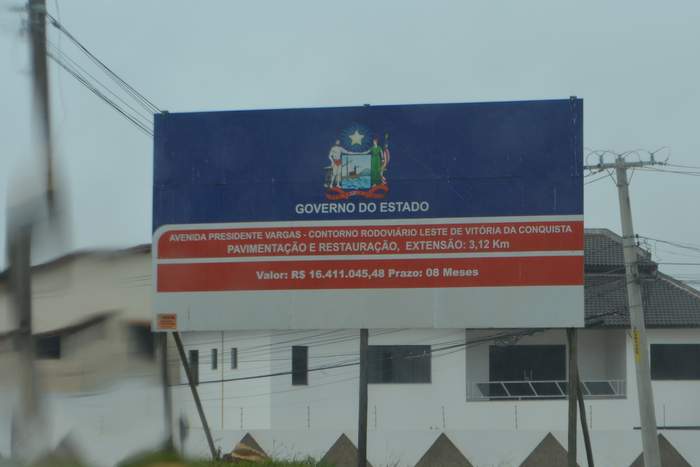 GOVERNO DO ESTADO
AVENIDA PRESIDENTE VARGAS - CONTORNO RODOVIÁRIO LESTE DE VITÓRIA DA CONQUISTA
PAVIMENTAÇÃO E RESTAURAÇÃO, EXTENSÃO: 3,12 Km
Valor: R$ 16.411.045,48 Prazo: 08 Meses